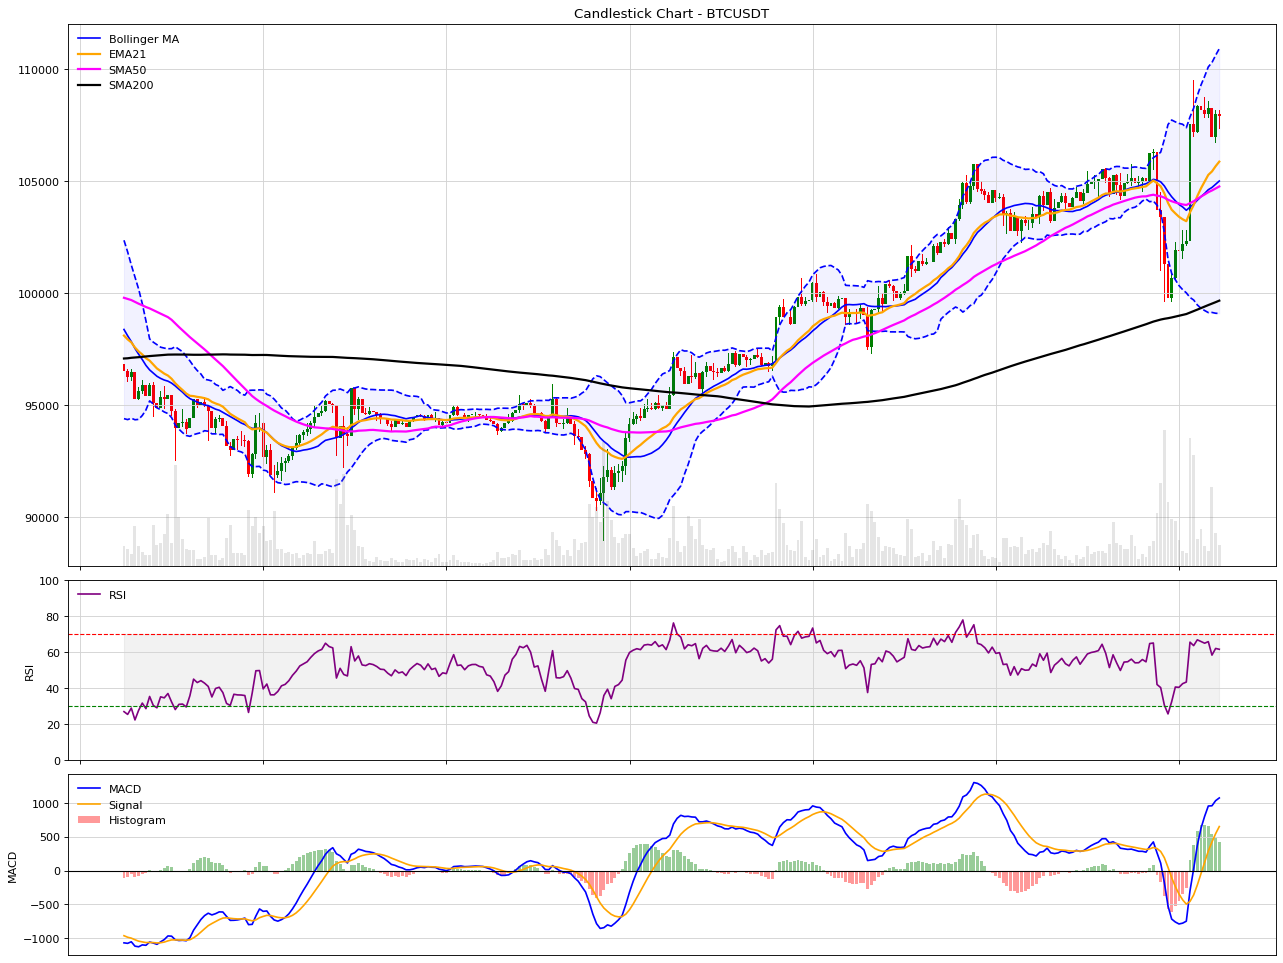 Candlestick Chart - BTCUSDT
Bollinger MA
EMA21
SMA50
SMA200
110000
105000
100000
95000
90000
RSI
100
80
60
40
20
0
RSI
MACD
Signal
Histogram
1000
500
0
−500
−1000
MACD